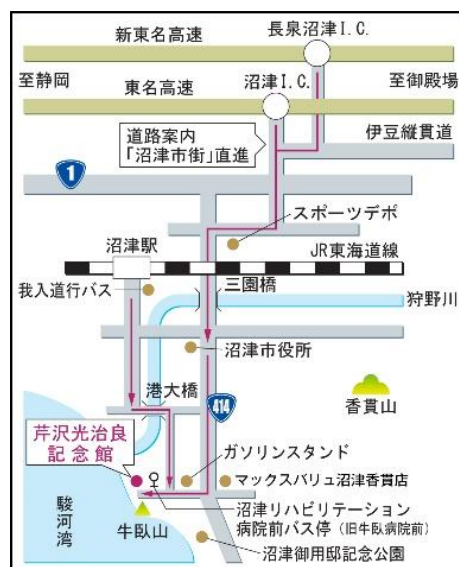 新東名高速
長泉沼津I.C.
至静岡
東名高速
沼津I.C.
至御殿場
道路案内
「沼津市街」直進
伊豆縦貫道
1
スポーツデポ
沼津駅
JR東海道線
我入道行バス
三園橋
狩野川
沼津市役所
港大橋
414
香貫山
芹沢光治良
記念館
ガソリンスタンド
マックスバリュ沼津香貫店
駿河湾
牛臥山
沼津リハビリテーション
病院前バス停(旧牛臥病院前)
沼津御用邸記念公園